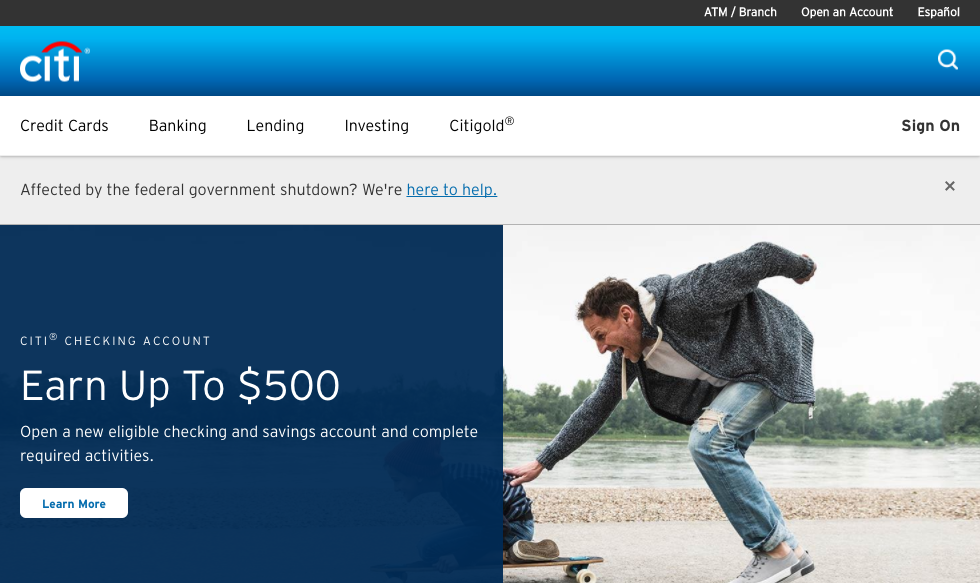 ATM / Branch Open an Account Español
citi®
Credit Cards Banking Lending Investing Citigold® Sign On
Affected by the federal government shutdown? We're here to help. ×
CITI® CHECKING ACCOUNT
Earn Up To $500
Open a new eligible checking and savings account and complete
required activities.
Learn More